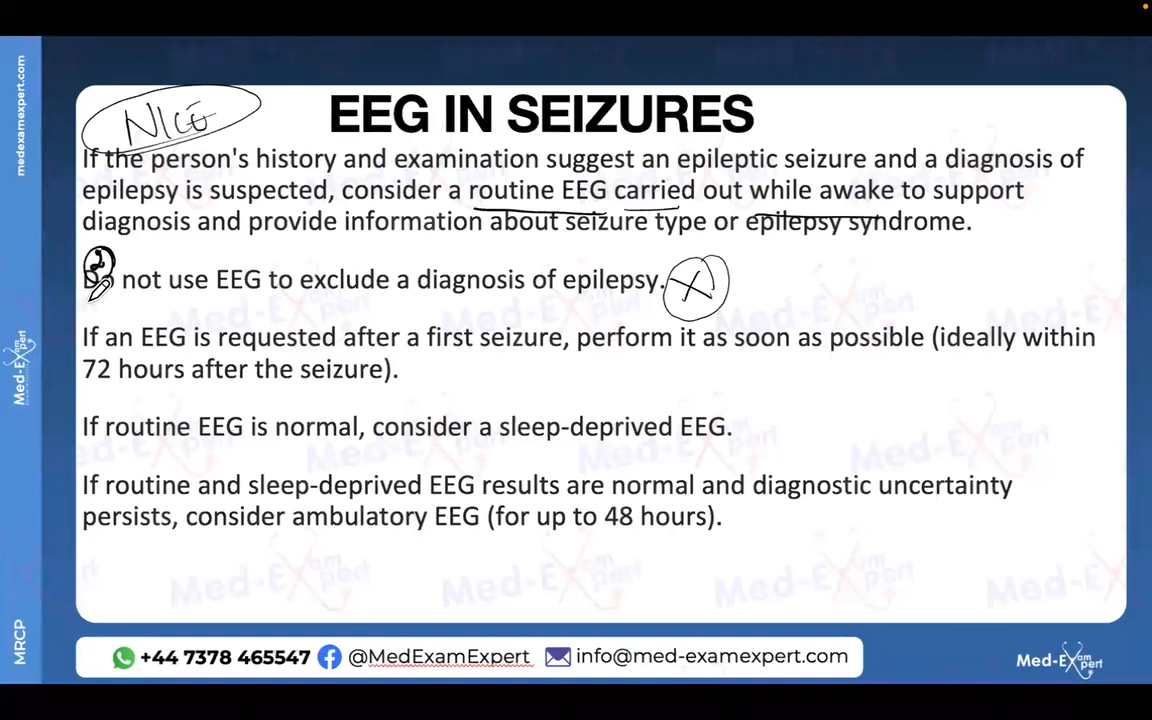 medexamexpert.com
NICE
EEG IN SEIZURES
If the person's history and examination suggest an epileptic seizure and a diagnosis of
epilepsy is suspected, consider a routine EEG carried out while awake to support
diagnosis and provide information about seizure type or epilepsy syndrome.
Do not use EEG to exclude a diagnosis of epilepsy.
If an EEG is requested after a first seizure, perform it as soon as possible (ideally within
72 hours after the seizure).
If routine EEG is normal, consider a sleep-deprived EEG.
If routine and sleep-deprived EEG results are normal and diagnostic uncertainty
persists, consider ambulatory EEG (for up to 48 hours).
Med-Exam Expert
MRCP
+44 7378 465547 @MedExamExpert info@med-examexpert.com
Med-Exam Expert